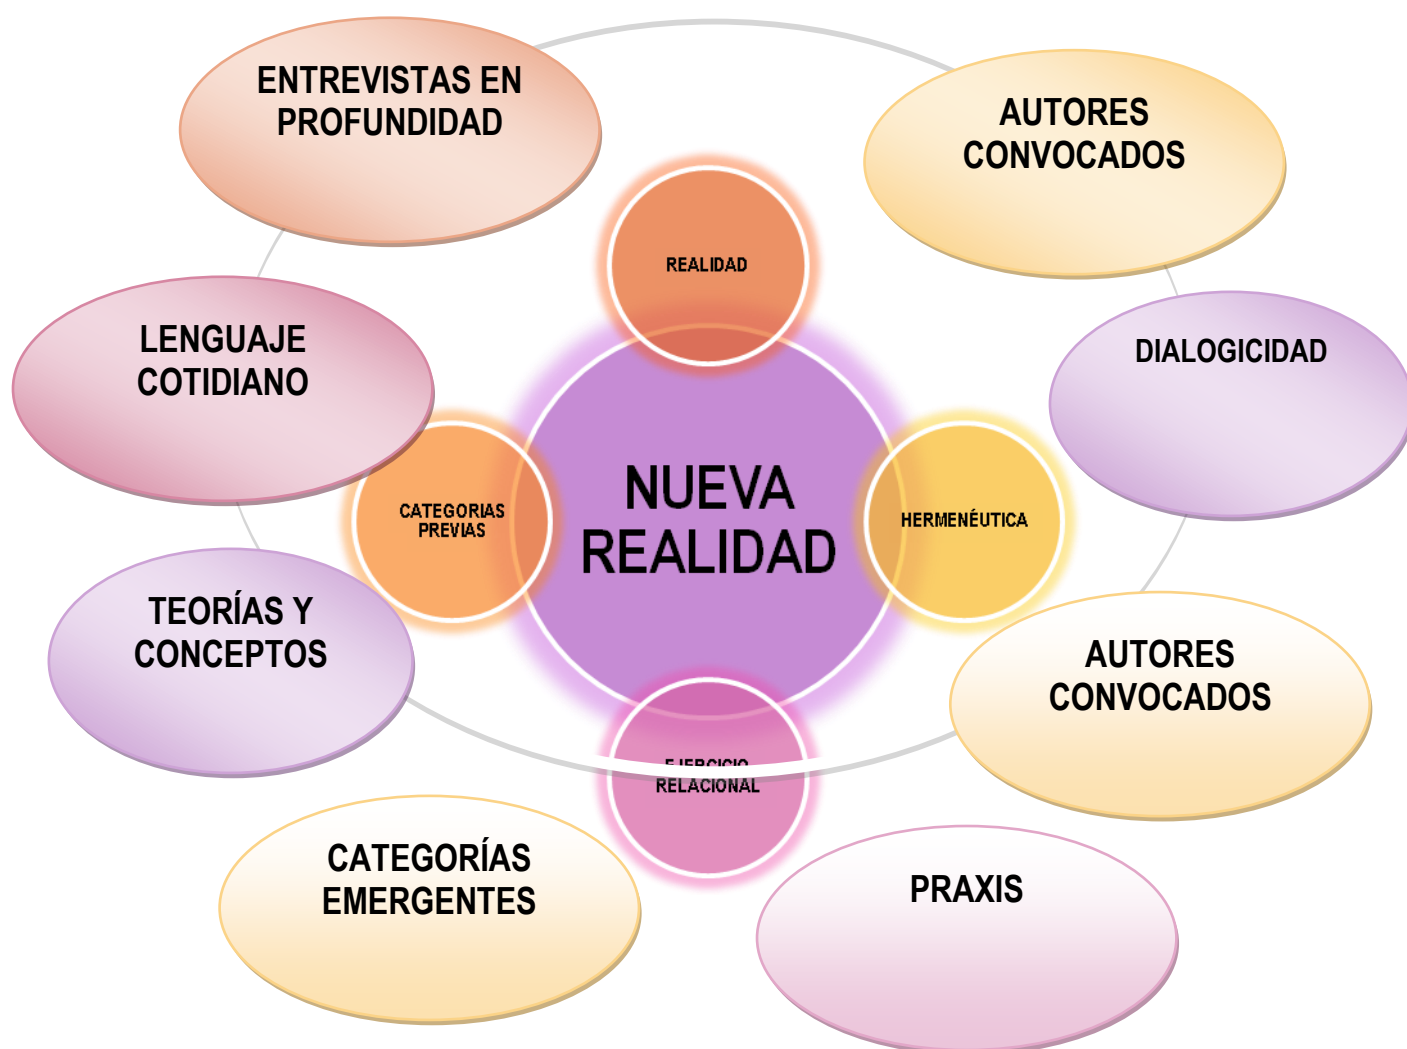 ENTREVISTAS EN
PROFUNDIDAD
AUTORES
CONVOCADOS
REALIDAD
LENGUAJE
COTIDIANO
DIALOGICIDAD
CATEGORIAS
PREVIAS
NUEVA
REALIDAD
HERMENÉUTICA
TEORÍAS Y
CONCEPTOS
AUTORES
CONVOCADOS
EJERCICIO
RELACIONAL
CATEGORÍAS
EMERGENTES
PRAXIS